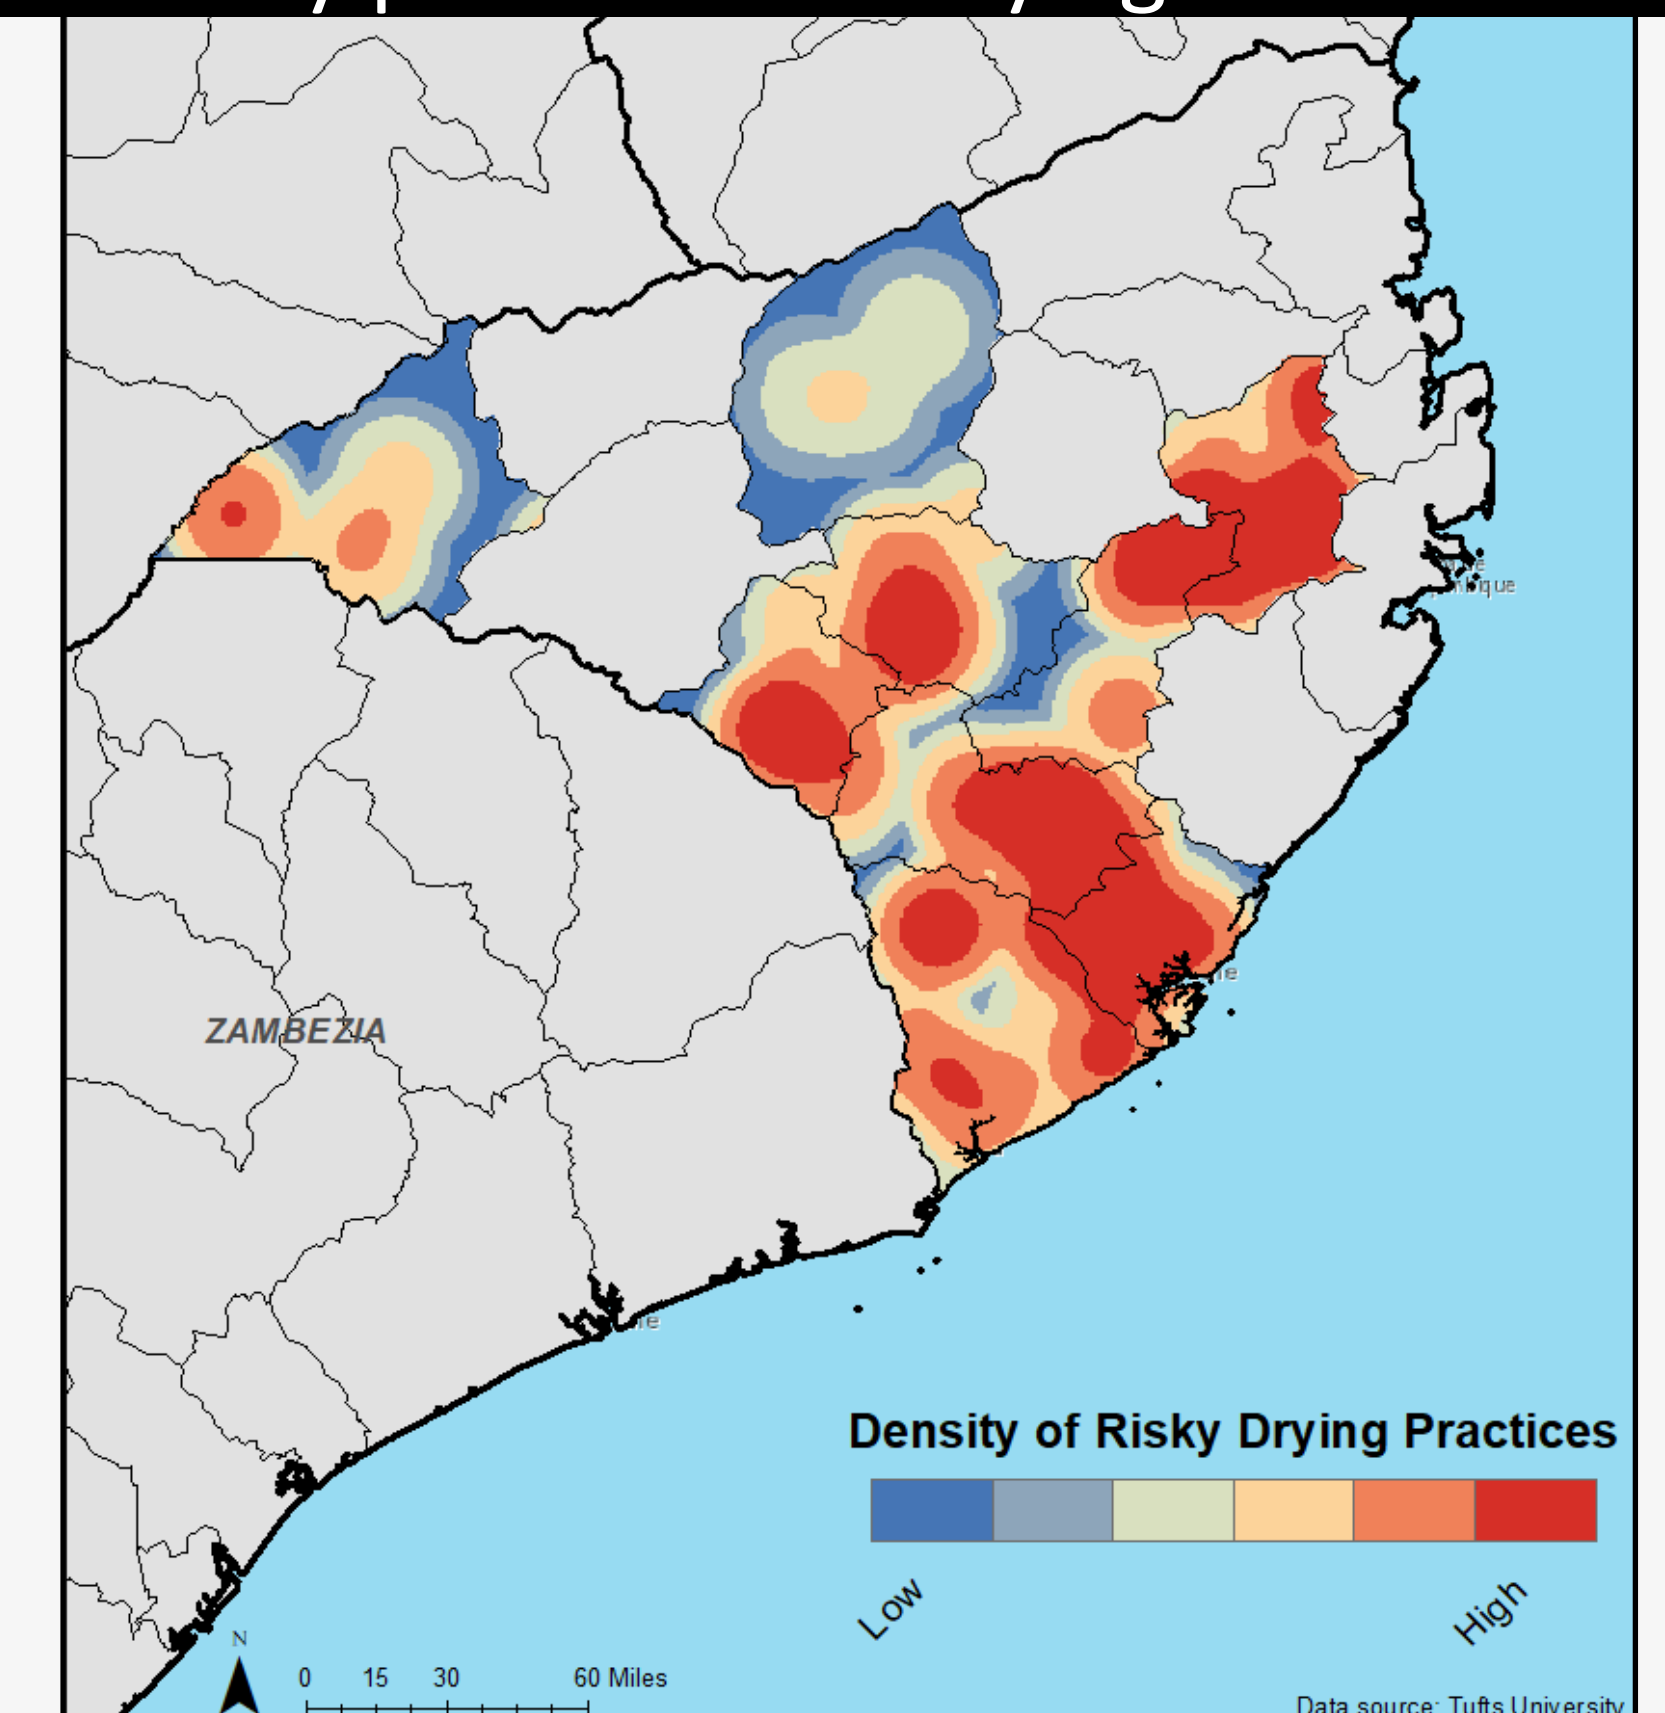 ZAMBEZIA
Density of Risky Drying Practices
Low
High
N
0 15 30 60 Miles
Data source: Tufts University